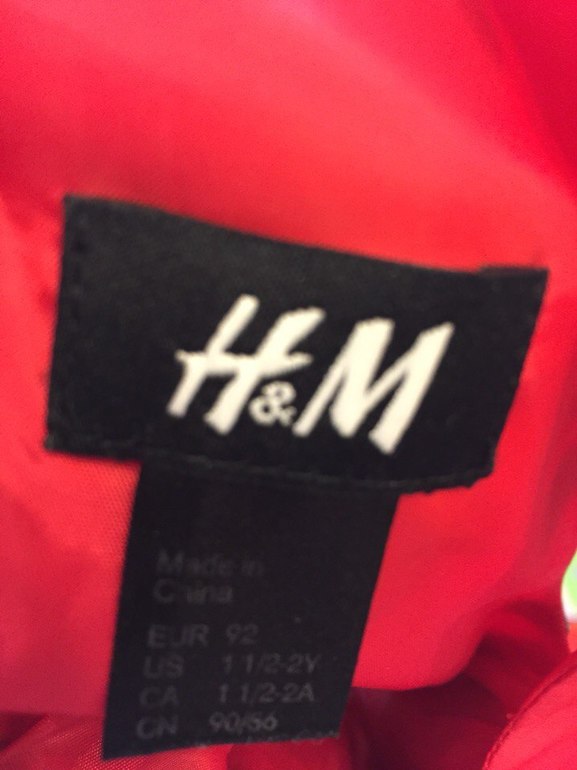 H&M
Made in
China
EUR 92
US 1 1/2-2Y
CA 1 1/2-2A
CN 90/56